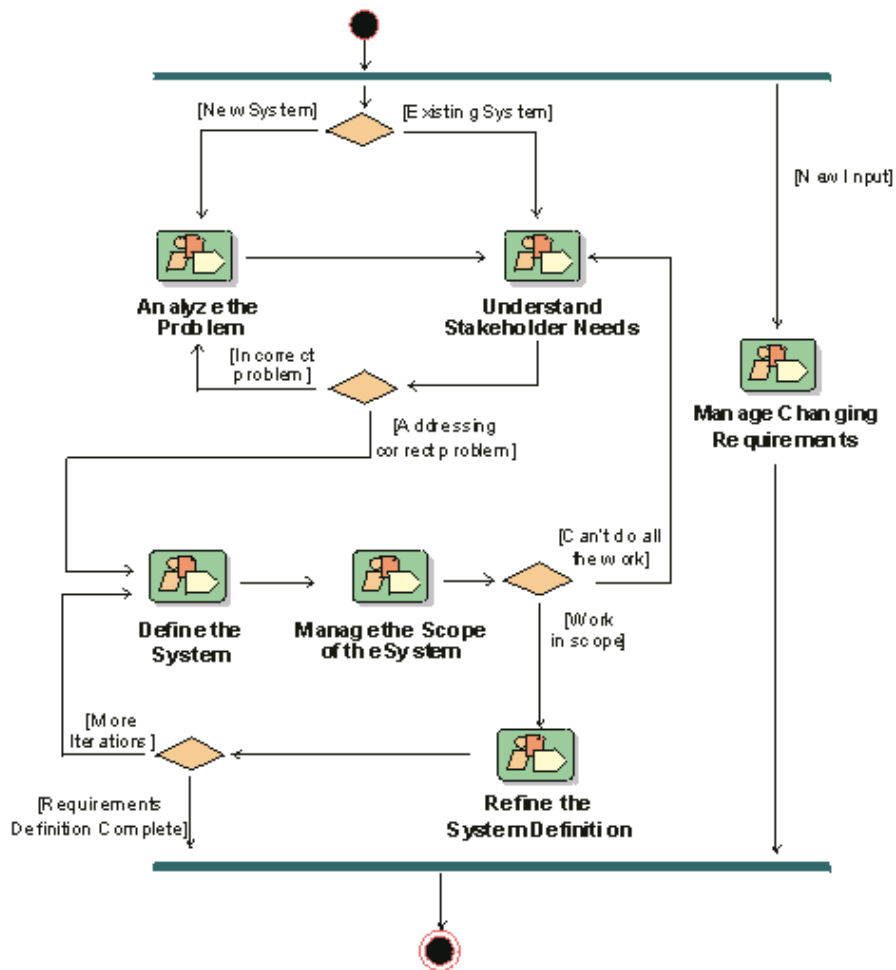 [New System]
[Existing System]
[New Input]
Analyze the
Problem
Understand
Stakeholder Needs
[Incorrect
problem]
Manage Changing
Requirements
[Addressing
correct problem]
[Can't do all
the work]
Define the
System
Manage the Scope
of the System
[Work
in scope]
[More
Iterations]
Refine the
System Definition
[Requirements
Definition Complete]